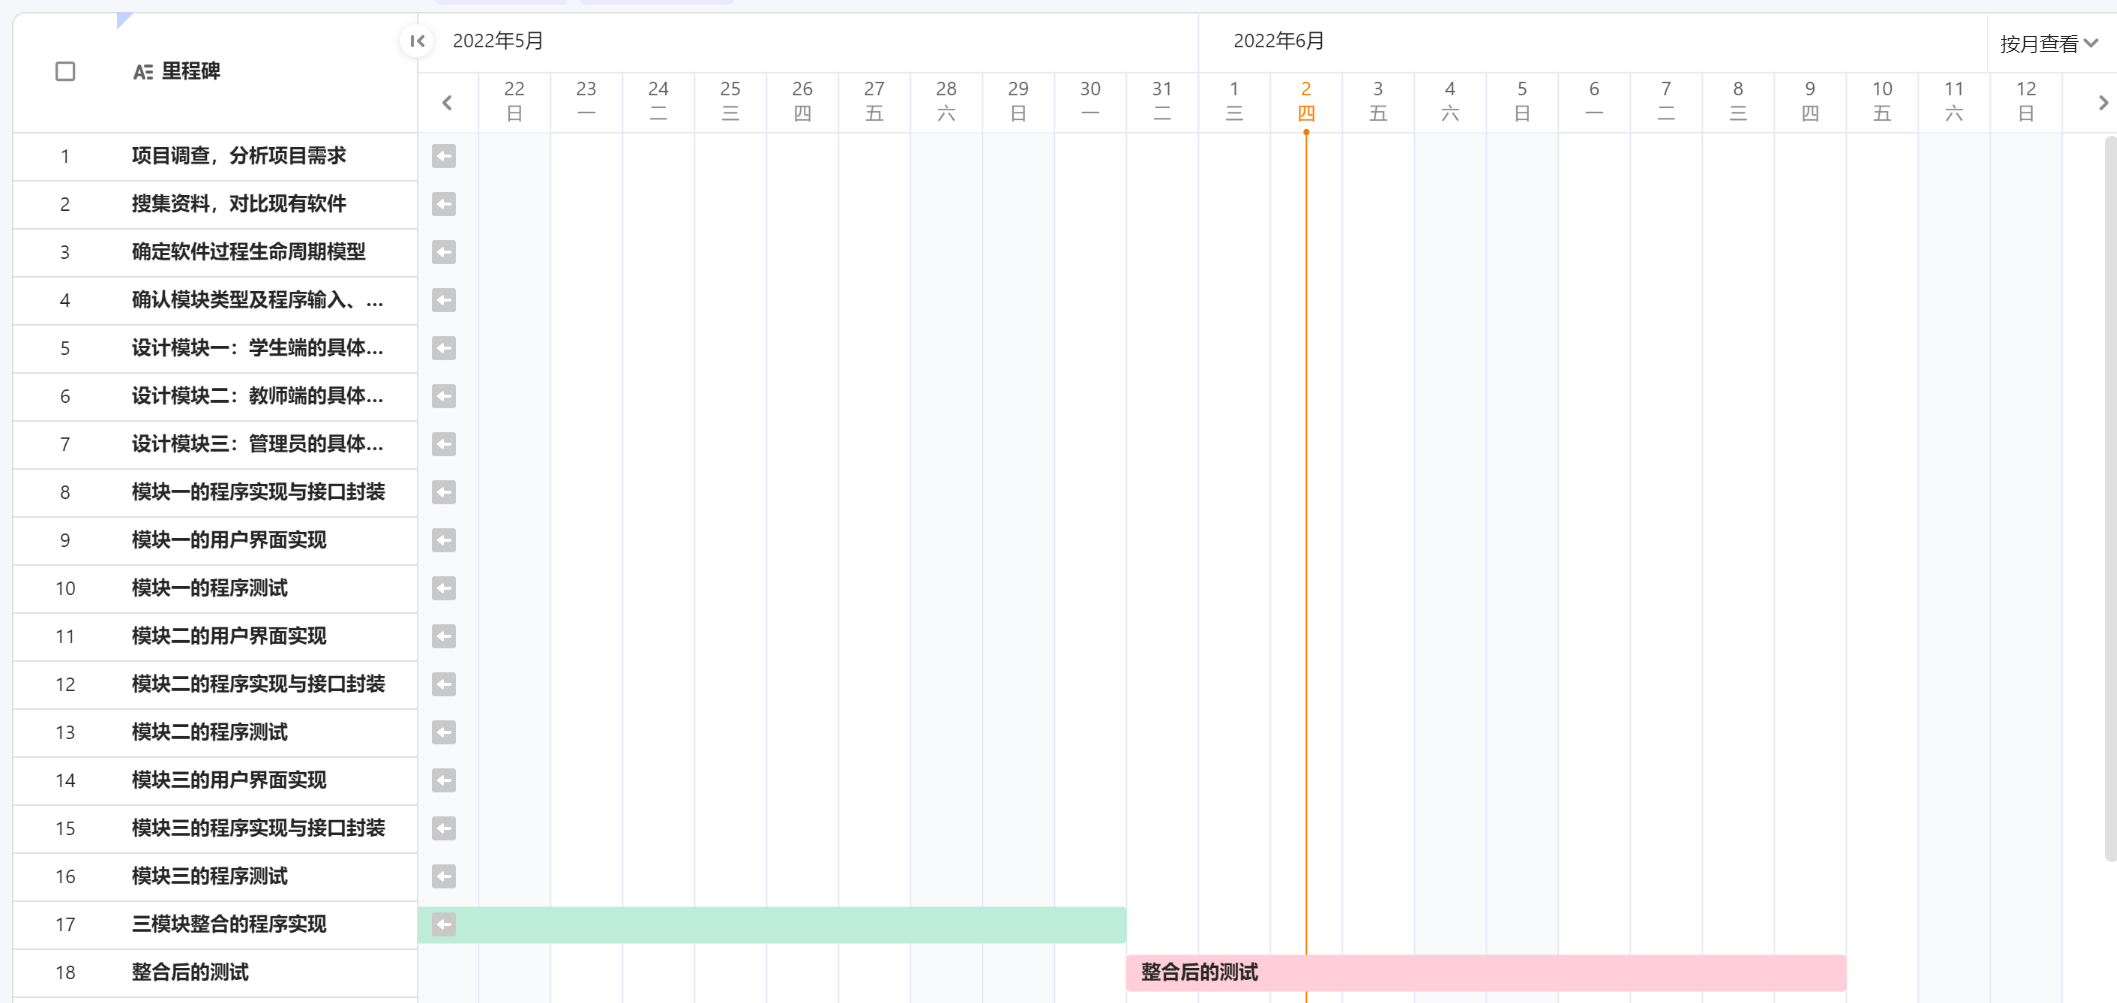 2022年5月
2022年6月
按月查看
里程碑
22 23 24 25 26 27 28 29 30 31 1 2 3 4 5 6 7 8 9 10 11 12
日 一 二 三 四 五 六 日 一 二 三 四 五 六 日 一 二 三 四 五 六 日
1 项目调查，分析项目需求
2 搜集资料，对比现有软件
3 确定软件过程生命周期模型
4 确认模块类型及程序输入、...
5 设计模块一：学生端的具体...
6 设计模块二：教师端的具体...
7 设计模块三：管理员的具体...
8 模块一的程序实现与接口封装
9 模块一的用户界面实现
10 模块一的程序测试
11 模块二的用户界面实现
12 模块二的程序实现与接口封装
13 模块二的程序测试
14 模块三的用户界面实现
15 模块三的程序实现与接口封装
16 模块三的程序测试
17 三模块整合的程序实现
18 整合后的测试 整合后的测试